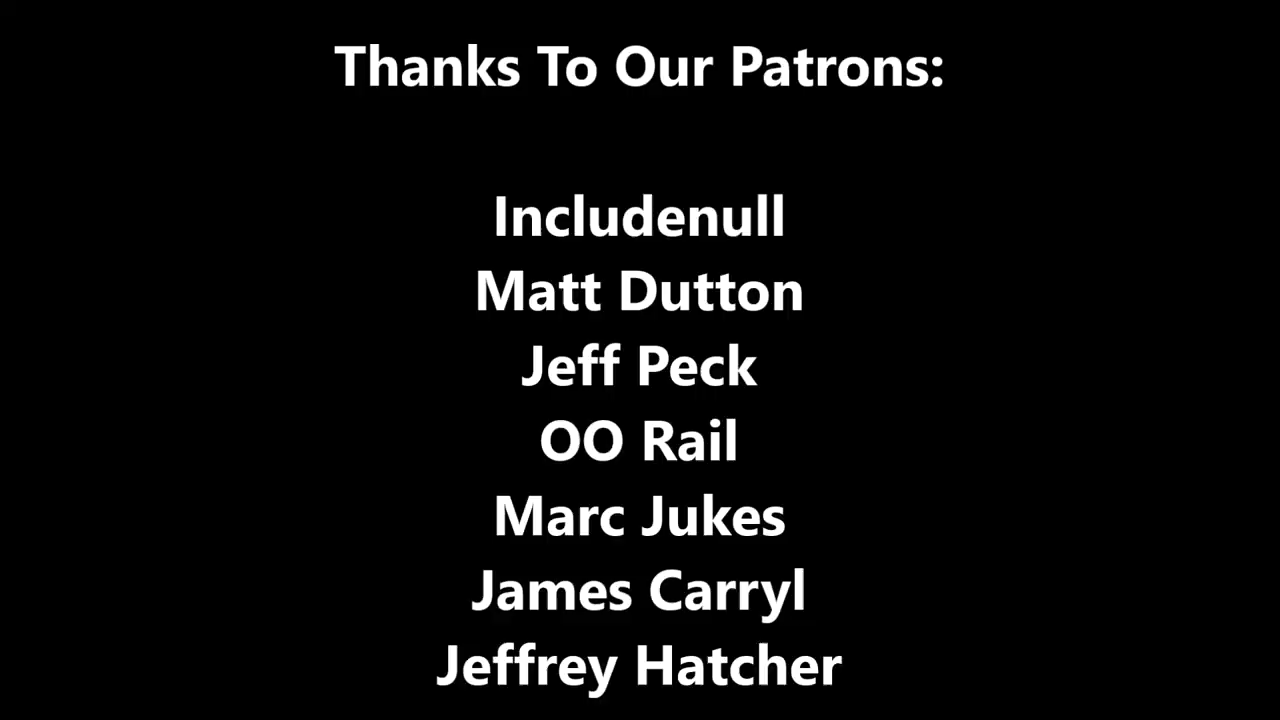 Thanks To Our Patrons:
Includenull
Matt Dutton
Jeff Peck
OO Rail
Marc Jukes
James Carryl
Jeffrey Hatcher